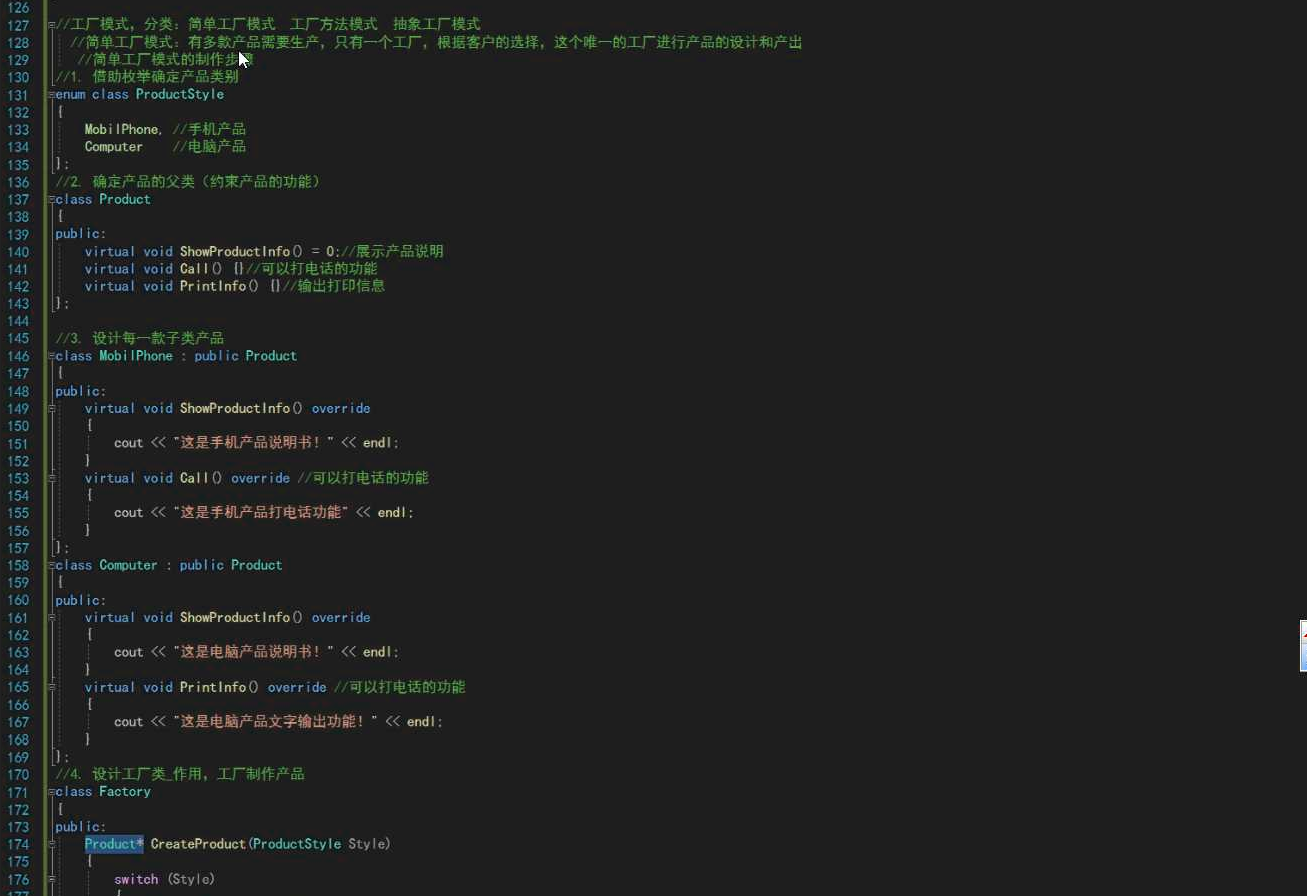 126
127 //工厂模式，分类：简单工厂模式 工厂方法模式 抽象工厂模式
128 //简单工厂模式：有多款产品需要生产，只有一个工厂，根据客户的选择，这个唯一的工厂进行产品的设计和产出
129 //简单工厂模式的制作步
130 //1. 借助枚举确定产品类别
131 enum class ProductStyle
132 {
133 MobilPhone, //手机产品
134 Computer //电脑产品
135 };
136 //2. 确定产品的父类（约束产品的功能）
137 class Product
138 {
139 public:
140 virtual void ShowProductInfo() = 0;//展示产品说明
141 virtual void Call() {}//可以打电话的功能
142 virtual void PrintInfo() {}//输出打印信息
143 };
144
145 //3. 设计每一款子类产品
146 class MobilPhone : public Product
147 {
148 public:
149 virtual void ShowProductInfo() override
150 {
151 cout << "这是手机产品说明书！" << endl;
152 }
153 virtual void Call() override //可以打电话的功能
154 {
155 cout << "这是手机产品打电话功能" << endl;
156 }
157 };
158 class Computer : public Product
159 {
160 public:
161 virtual void ShowProductInfo() override
162 {
163 cout << "这是电脑产品说明书！" << endl;
164 }
165 virtual void PrintInfo() override //可以打电话的功能
166 {
167 cout << "这是电脑产品文字输出功能！" << endl;
168 }
169 };
170 //4. 设计工厂类_作用，工厂制作产品
171 class Factory
172 {
173 public:
174 Product* CreateProduct(ProductStyle Style)
175 {
176 switch (Style)
177 {